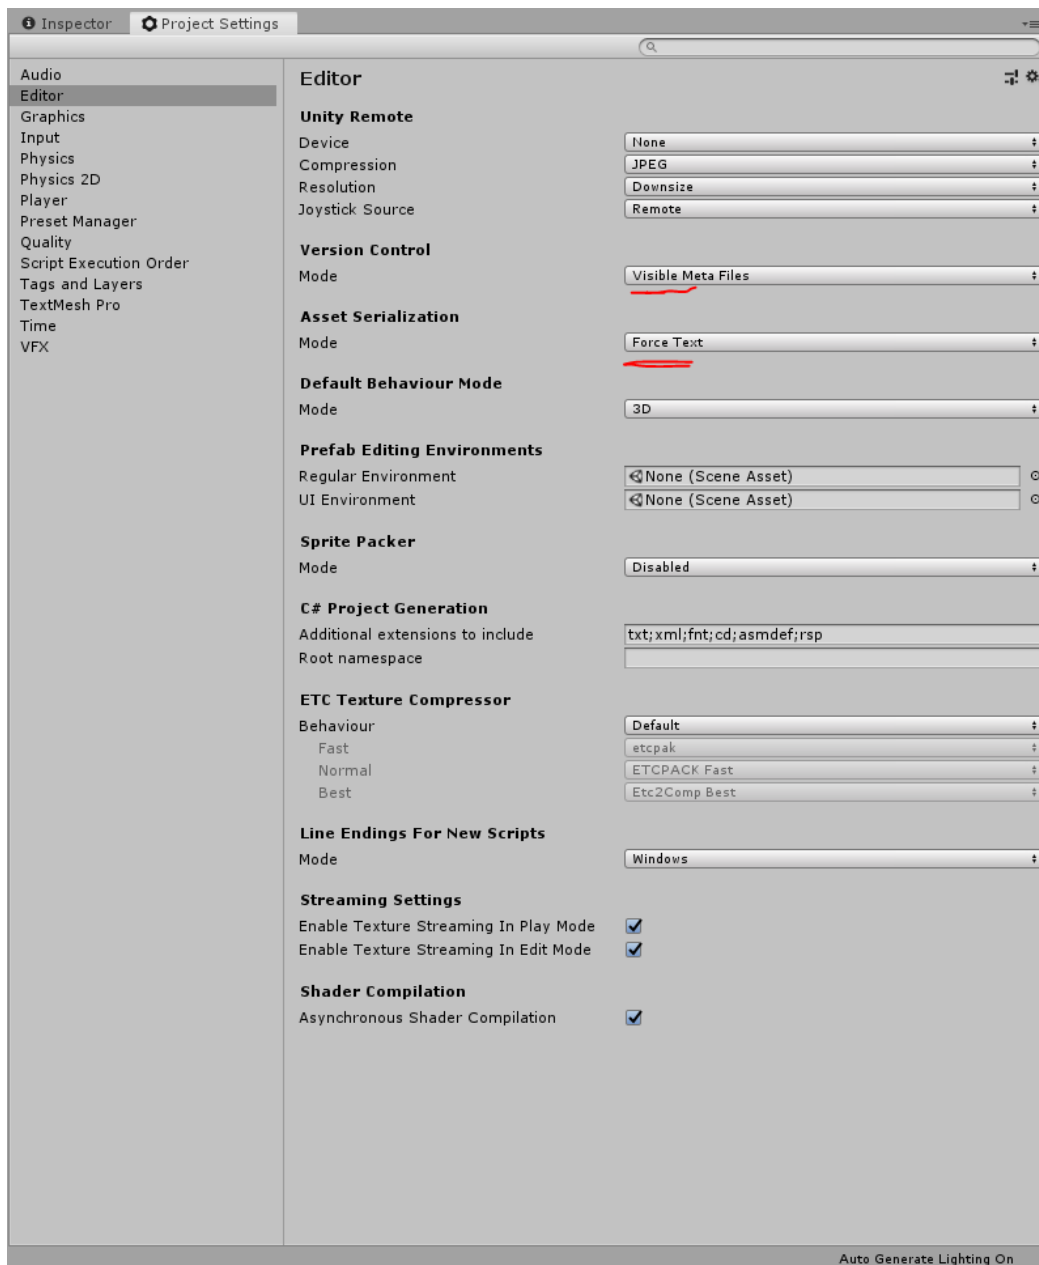 Inspector
Project Settings
Audio
Editor
Graphics
Input
Physics
Physics 2D
Player
Preset Manager
Quality
Script Execution Order
Tags and Layers
TextMesh Pro
Time
VFX
Editor
Unity Remote
Device None
Compression JPEG
Resolution Downsize
Joystick Source Remote
Version Control
Mode Visible Meta Files
Asset Serialization
Mode Force Text
Default Behaviour Mode
Mode 3D
Prefab Editing Environments
Regular Environment None (Scene Asset)
UI Environment None (Scene Asset)
Sprite Packer
Mode Disabled
C# Project Generation
Additional extensions to include txt;xml;fnt;cd;asmdef;rsp
Root namespace
ETC Texture Compressor
Behaviour Default
Fast etcpak
Normal ETCPACK Fast
Best Etc2Comp Best
Line Endings For New Scripts
Mode Windows
Streaming Settings
Enable Texture Streaming In Play Mode
Enable Texture Streaming In Edit Mode
Shader Compilation
Asynchronous Shader Compilation
Auto Generate Lighting On